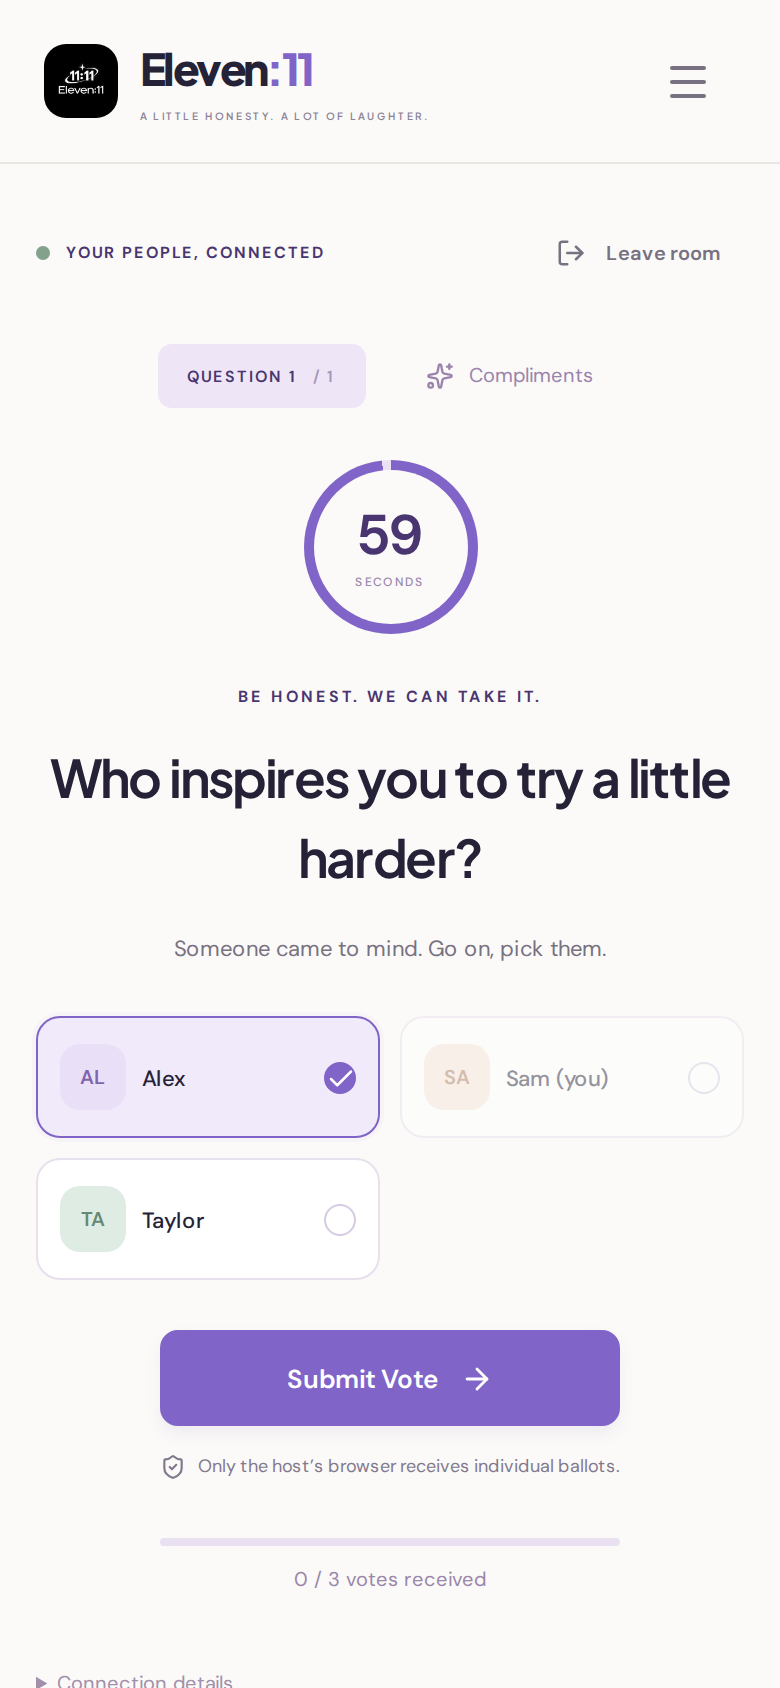 11:11
Eleven:11
Eleven:11
A LITTLE HONESTY. A LOT OF LAUGHTER.
YOUR PEOPLE, CONNECTED
Leave room
QUESTION 1 / 1
Compliments
59
SECONDS
BE HONEST. WE CAN TAKE IT.
Who inspires you to try a little
harder?
Someone came to mind. Go on, pick them.
AL Alex
SA Sam (you)
TA Taylor
Submit Vote
Only the host’s browser receives individual ballots.
0 / 3 votes received
Connection details